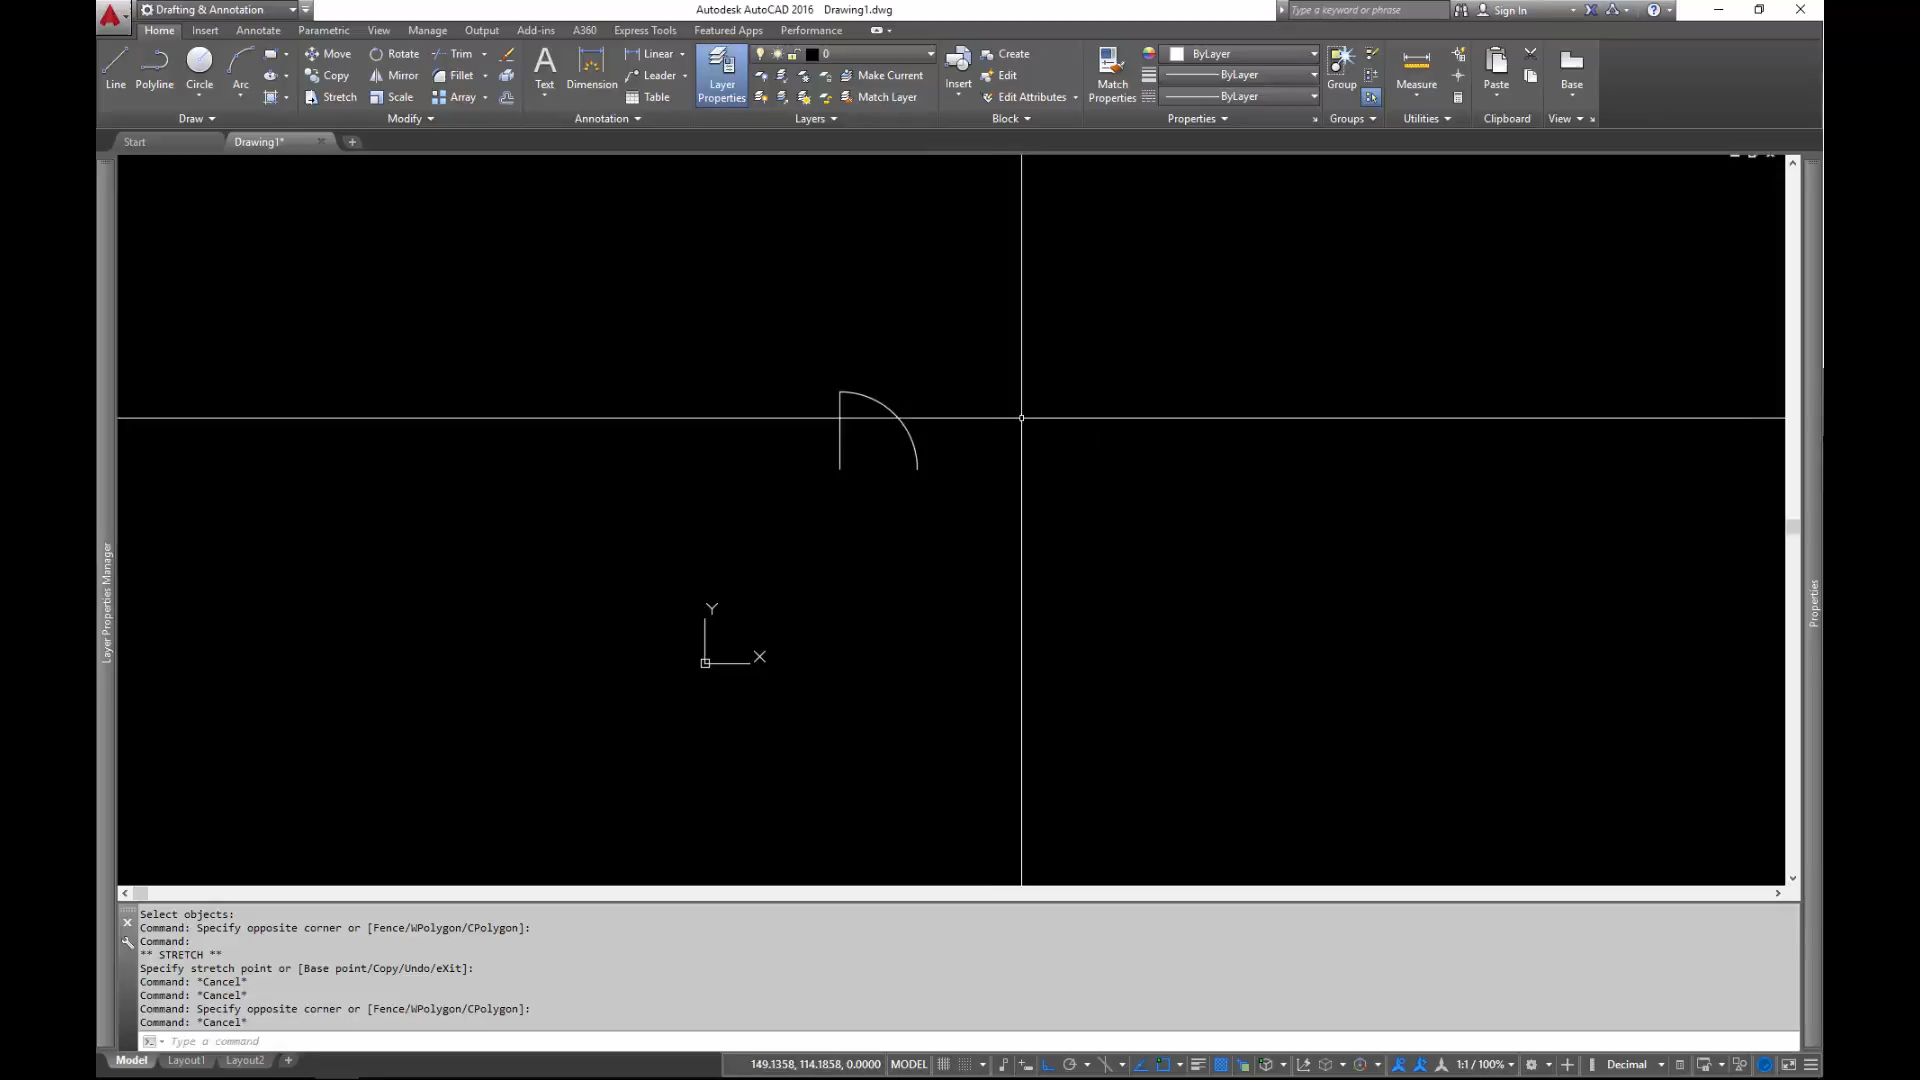 Drafting & Annotation
Autodesk AutoCAD 2016 Drawing1.dwg
Type a keyword or phrase
Sign In
Home Insert Annotate Parametric View Manage Output Add-ins A360 Express Tools Featured Apps Performance
Line Polyline Circle Arc
Move Rotate Trim
Copy Mirror Fillet
Stretch Scale Array
Text Dimension
Linear
Leader
Table
Layer
Properties
0
Make Current
Match Layer
Insert
Create
Edit
Edit Attributes
Match
Properties
ByLayer
ByLayer
ByLayer
Group Measure Paste Base
Draw Modify Annotation Layers Block Properties Groups Utilities Clipboard View
Start Drawing1*
Layer Properties Manager
Properties
Y
X
Select objects:
Command: Specify opposite corner or [Fence/WPolygon/CPolygon]:
Command:
** STRETCH **
Specify stretch point or [Base point/Copy/Undo/eXit]:
Command: *Cancel*
Command: *Cancel*
Command: Specify opposite corner or [Fence/WPolygon/CPolygon]:
Command: *Cancel*
Type a command
Model Layout1 Layout2
149.1358, 114.1858, 0.0000 MODEL 1:1 / 100% Decimal